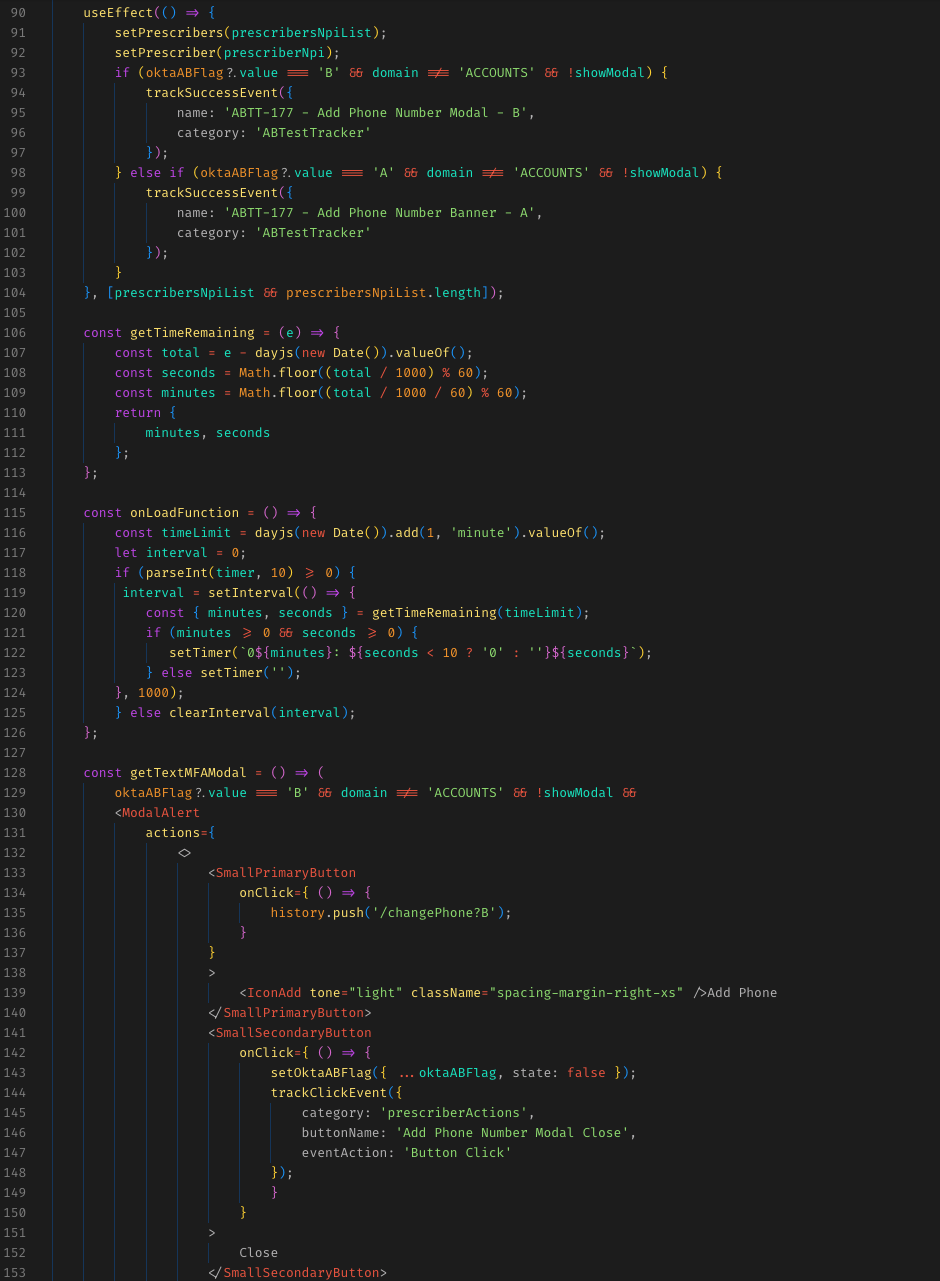 90 useEffect(() => {
91 setPrescribers(prescribersNpiList);
92 setPrescriber(prescriberNpi);
93 if (oktaABFlag?.value === 'B' && domain !== 'ACCOUNTS' && !showModal) {
94 trackSuccessEvent({
95 name: 'ABTT-177 - Add Phone Number Modal - B',
96 category: 'ABTestTracker'
97 });
98 } else if (oktaABFlag?.value === 'A' && domain !== 'ACCOUNTS' && !showModal) {
99 trackSuccessEvent({
100 name: 'ABTT-177 - Add Phone Number Banner - A',
101 category: 'ABTestTracker'
102 });
103 }
104 }, [prescribersNpiList && prescribersNpiList.length]);
105
106 const getTimeRemaining = (e) => {
107 const total = e - dayjs(new Date()).valueOf();
108 const seconds = Math.floor((total / 1000) % 60);
109 const minutes = Math.floor((total / 1000 / 60) % 60);
110 return {
111 minutes, seconds
112 };
113 };
114
115 const onLoadFunction = () => {
116 const timeLimit = dayjs(new Date()).add(1, 'minute').valueOf();
117 let interval = 0;
118 if (parseInt(timer, 10) >= 0) {
119 interval = setInterval(() => {
120 const { minutes, seconds } = getTimeRemaining(timeLimit);
121 if (minutes >= 0 && seconds >= 0) {
122 setTimer(`0${minutes}: ${seconds < 10 ? '0' : ''}${seconds}`);
123 } else setTimer('');
124 }, 1000);
125 } else clearInterval(interval);
126 };
127
128 const getTextMFAModal = () => (
129 oktaABFlag?.value === 'B' && domain !== 'ACCOUNTS' && !showModal &&
130 <ModalAlert
131 actions={
132 <>
133 <SmallPrimaryButton
134 onClick={ () => {
135 history.push('/changePhone?B');
136 }
137 }
138 >
139 <IconAdd tone="light" className="spacing-margin-right-xs" />Add Phone
140 </SmallPrimaryButton>
141 <SmallSecondaryButton
142 onClick={ () => {
143 setOktaABFlag({ ...oktaABFlag, state: false });
144 trackClickEvent({
145 category: 'prescriberActions',
146 buttonName: 'Add Phone Number Modal Close',
147 eventAction: 'Button Click'
148 });
149 }
150 }
151 >
152 Close
153 </SmallSecondaryButton>